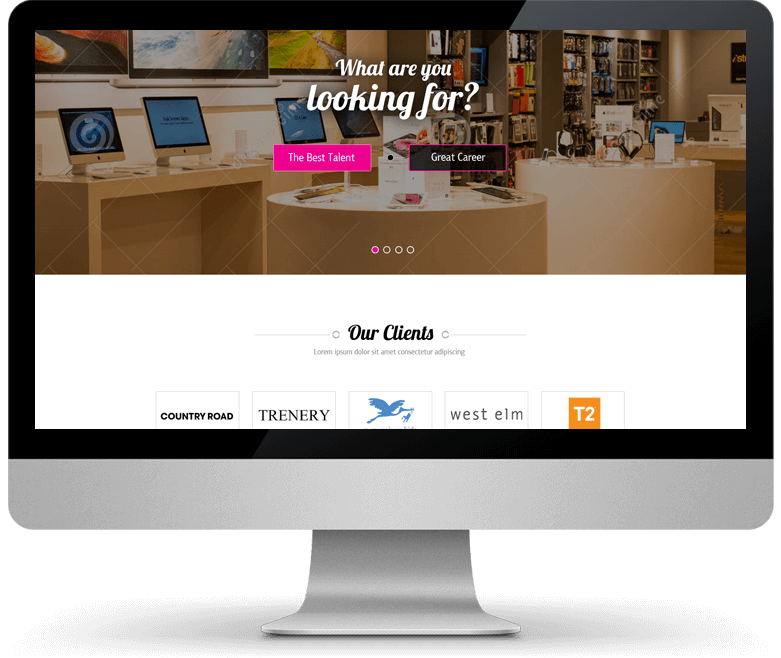 What are you
looking for?
The Best Talent
Great Career
Our Clients
Lorem ipsum dolor sit amet consectetur adipiscing
COUNTRY ROAD
TRENERY
west elm
T2